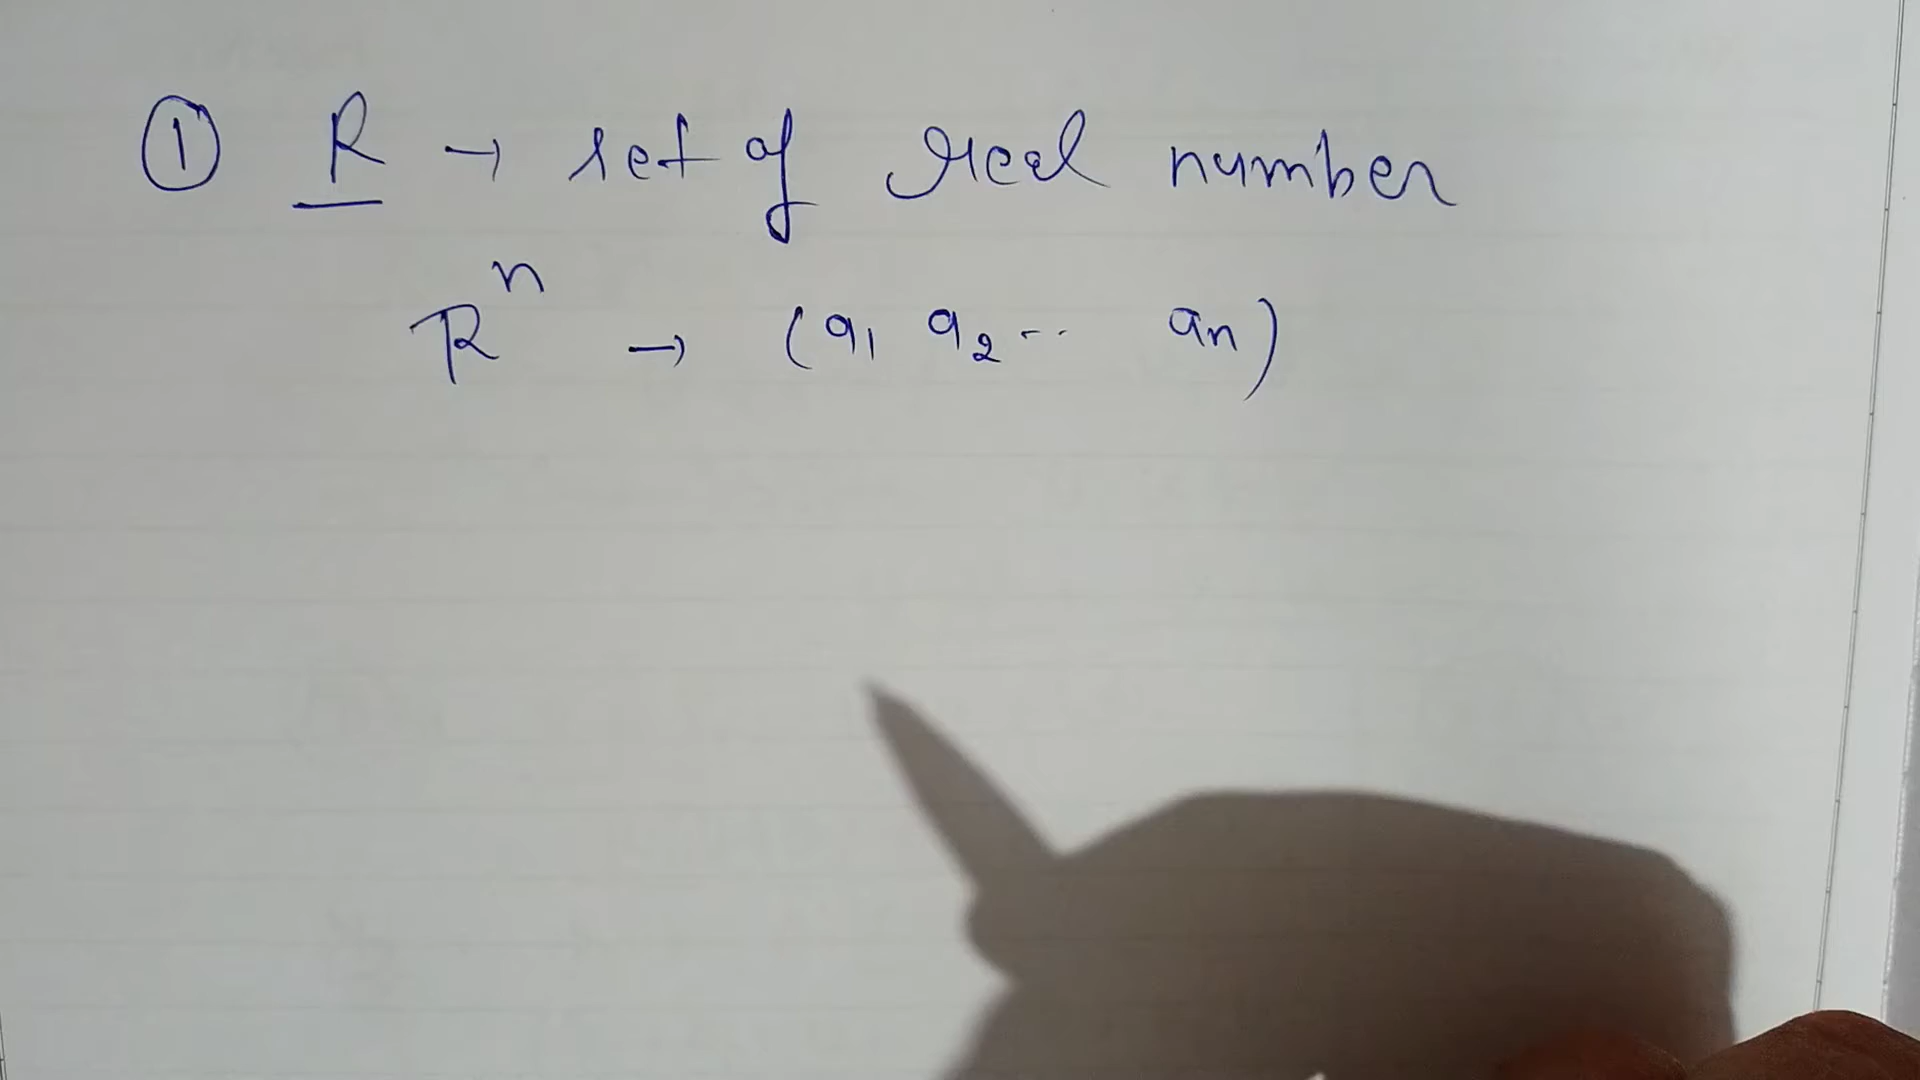 ① R → set of real number
Rⁿ → (a₁ a₂ -- aₙ)